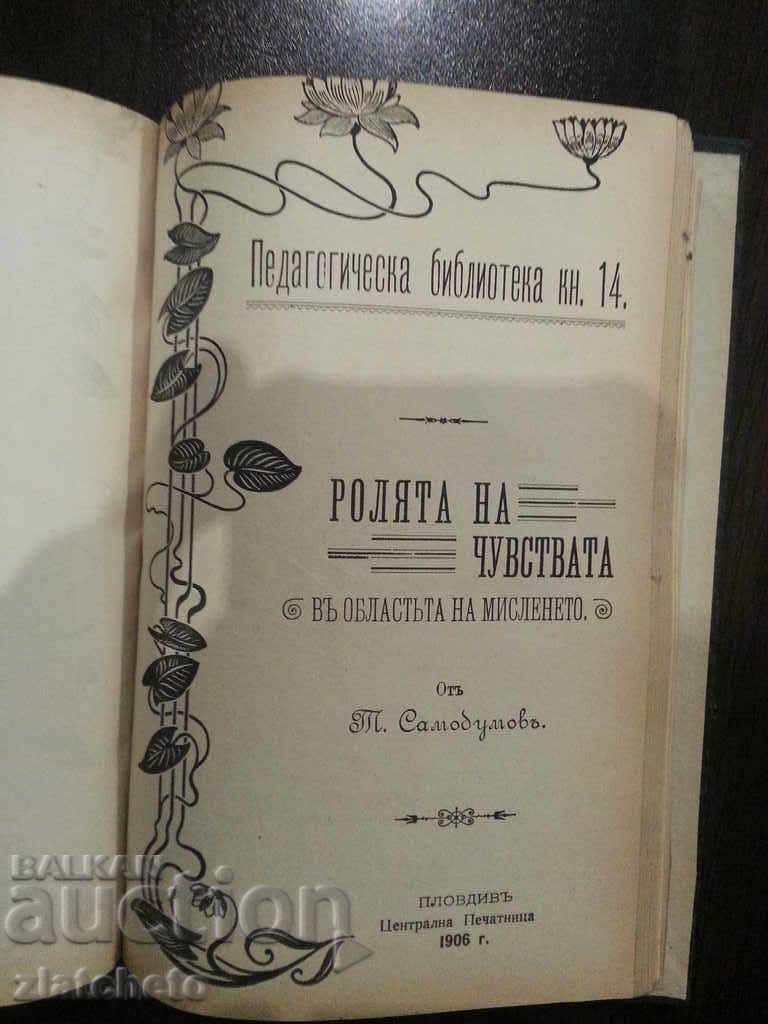 Педагогическа библиотека кн. 14.
РОЛЯТА НА
ЧУВСТВАТА
ВЪ ОБЛАСТЬТА НА МИСЛЕНЕТО.
Отъ
Т. Самодумовъ.
ПЛОВДИВЪ
Централна Печатница
1906 г.
BALKAN
auction
zlatcheto